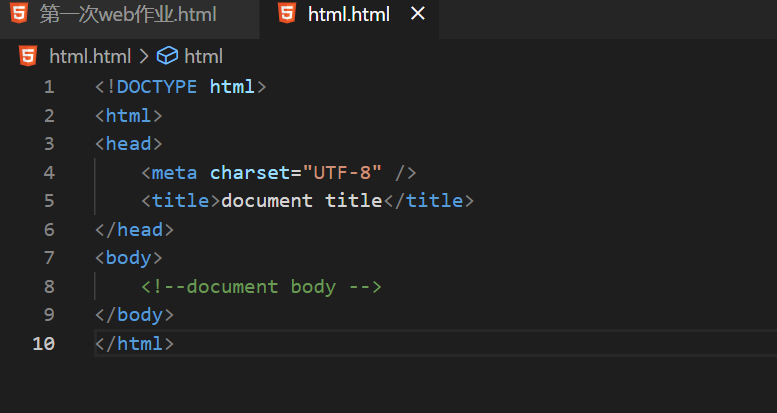 第一次web作业.html html.html ×
html.html > html
1 <!DOCTYPE html>
2 <html>
3 <head>
4 <meta charset="UTF-8" />
5 <title>document title</title>
6 </head>
7 <body>
8 <!--document body -->
9 </body>
10 </html>